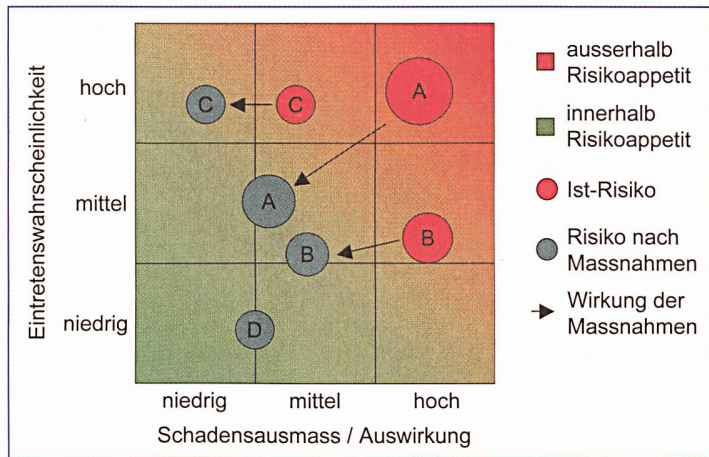 Eintretenswahrscheinlichkeit
hoch
mittel
niedrig
C
C
A
A
B
B
D
niedrig
mittel
hoch
Schadensausmass / Auswirkung
ausserhalb
Risikoappetit
innerhalb
Risikoappetit
Ist-Risiko
Risiko nach
Massnahmen
Wirkung der
Massnahmen